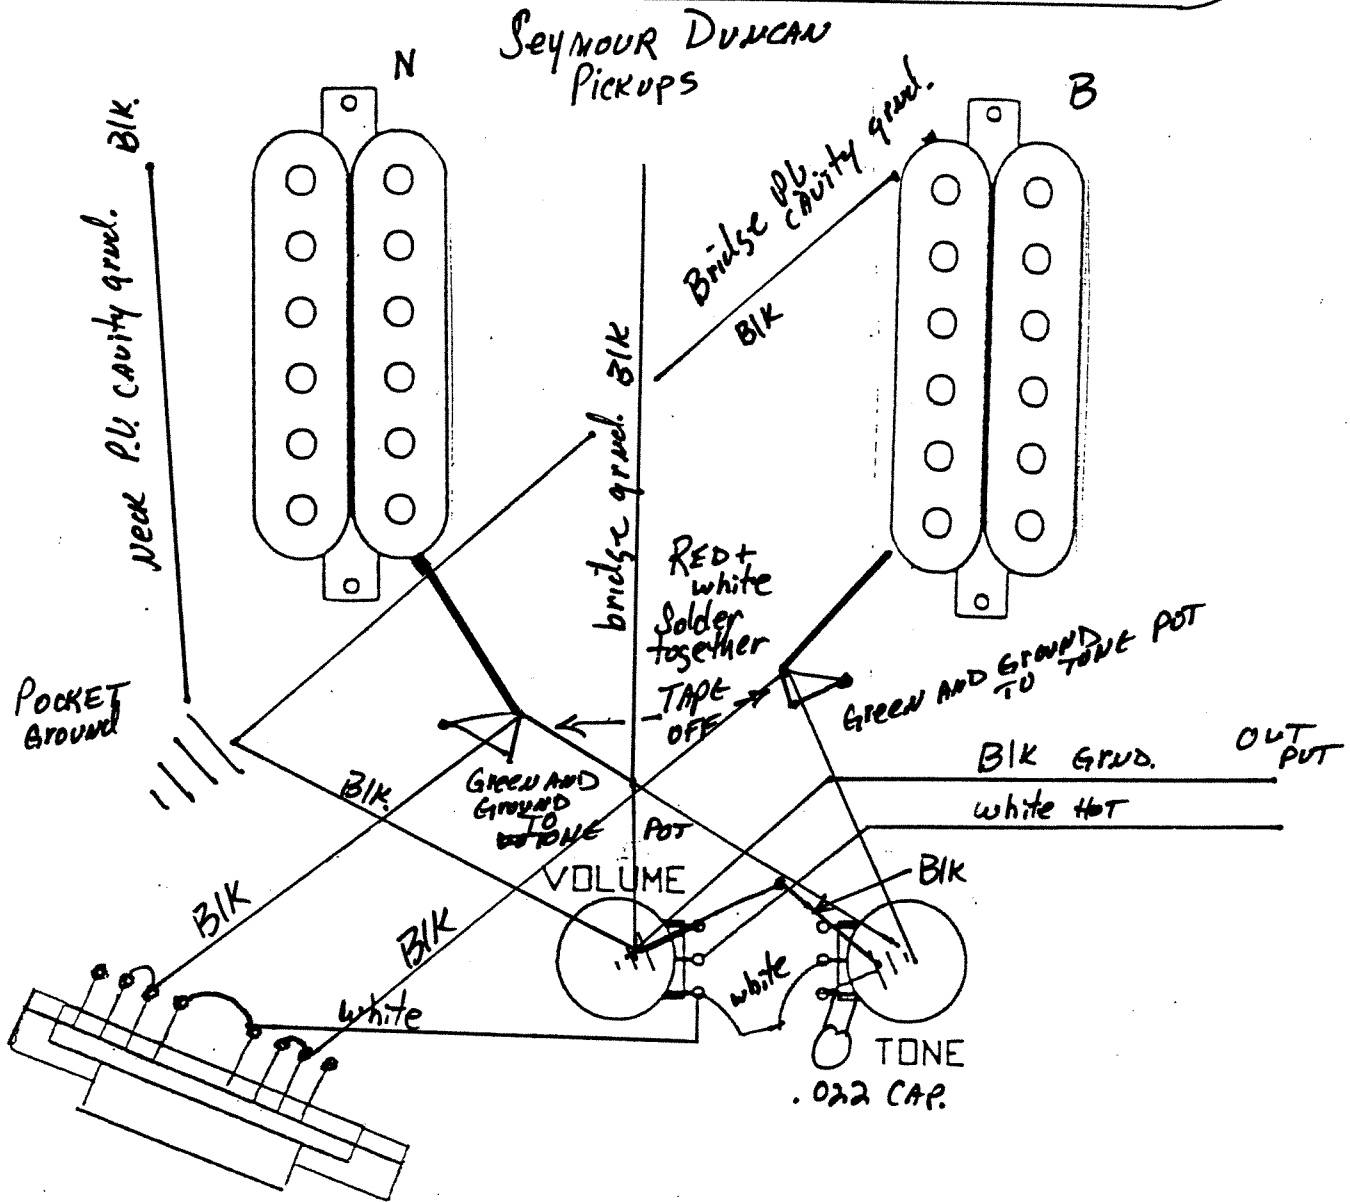 Seymour Duncan
Pickups
N
B
Blk.
Neck P.U. cavity grnd.
Bridge P.U.
cavity grnd.
Blk
bridge grnd. Blk
Red +
white
Solder
together
TAPE
OFF
Green AND Ground
TO TONE POT
POCKET
Ground
Blk.
Green AND
Ground
TO
TONE
POT
Blk Grnd.
white Hot
OUT
PUT
VOLUME
Blk
Blk
Blk
white
white
TONE
.022 CAP.